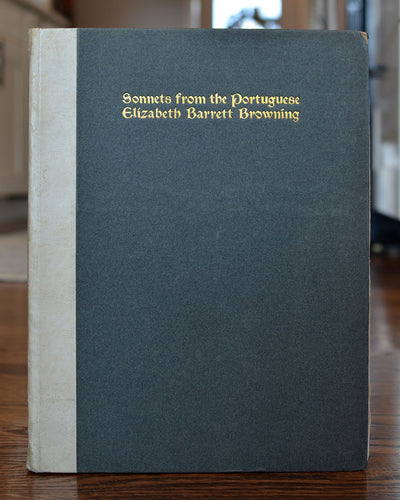 Sonnets from the Portuguese
Elizabeth Barrett Browning